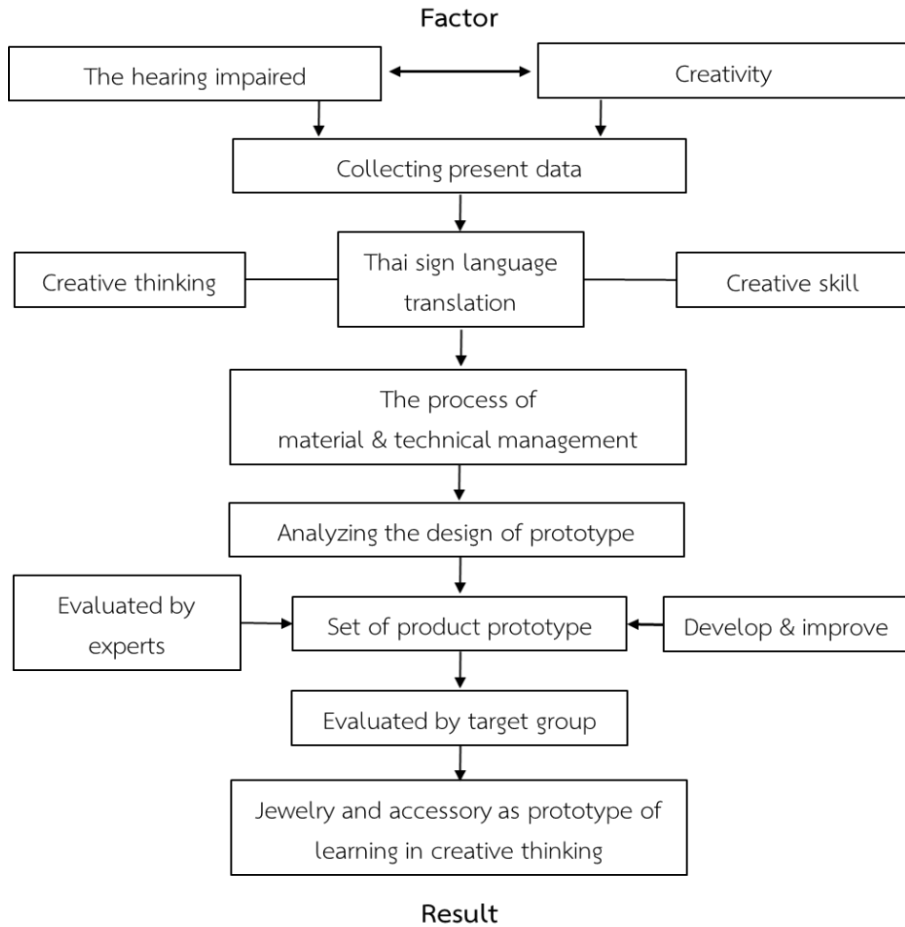 Factor
The hearing impaired
Creativity
Collecting present data
Creative thinking
Thai sign language
translation
Creative skill
The process of
material & technical management
Analyzing the design of prototype
Evaluated by
experts
Set of product prototype
Develop & improve
Evaluated by target group
Jewelry and accessory as prototype of
learning in creative thinking
Result